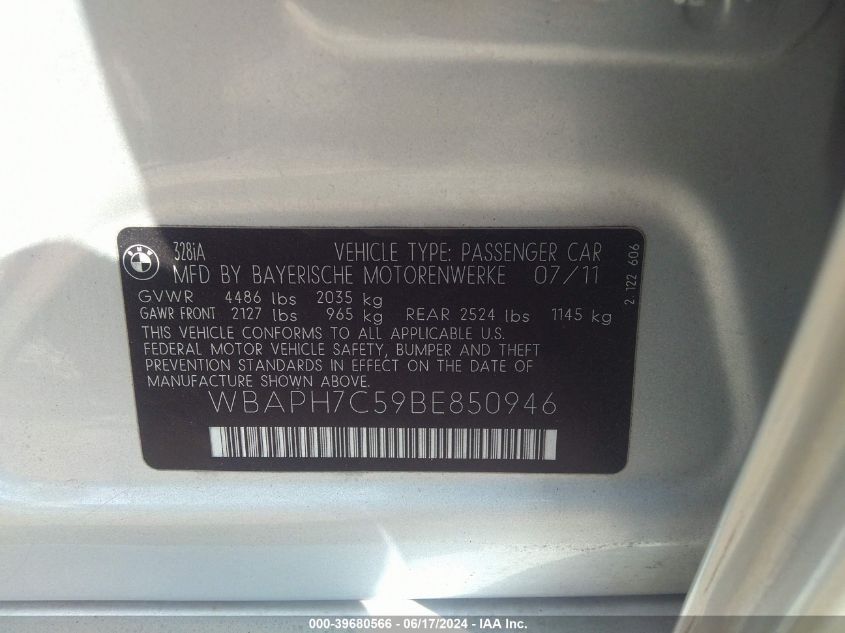 BMW
328iA VEHICLE TYPE: PASSENGER CAR
MFD BY BAYERISCHE MOTORENWERKE 07/11
GVWR 4486 lbs 2035 kg
GAWR FRONT 2127 lbs 965 kg REAR 2524 lbs 1145 kg
THIS VEHICLE CONFORMS TO ALL APPLICABLE U.S.
FEDERAL MOTOR VEHICLE SAFETY, BUMPER AND THEFT
PREVENTION STANDARDS IN EFFECT ON THE DATE OF
MANUFACTURE SHOWN ABOVE.
WBAPH7C59BE850946
2 122 606
000-39680566 / 06/17/2024 / IAAI.com